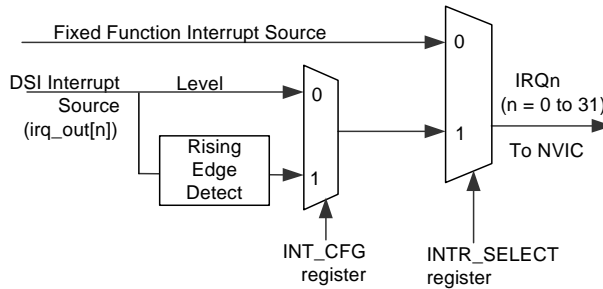 Fixed Function Interrupt Source
0
DSI Interrupt
Source
(irq_out[n])
Level
0
IRQn
(n = 0 to 31)
1
Rising
Edge
Detect
1
To NVIC
INT_CFG
register
INTR_SELECT
register